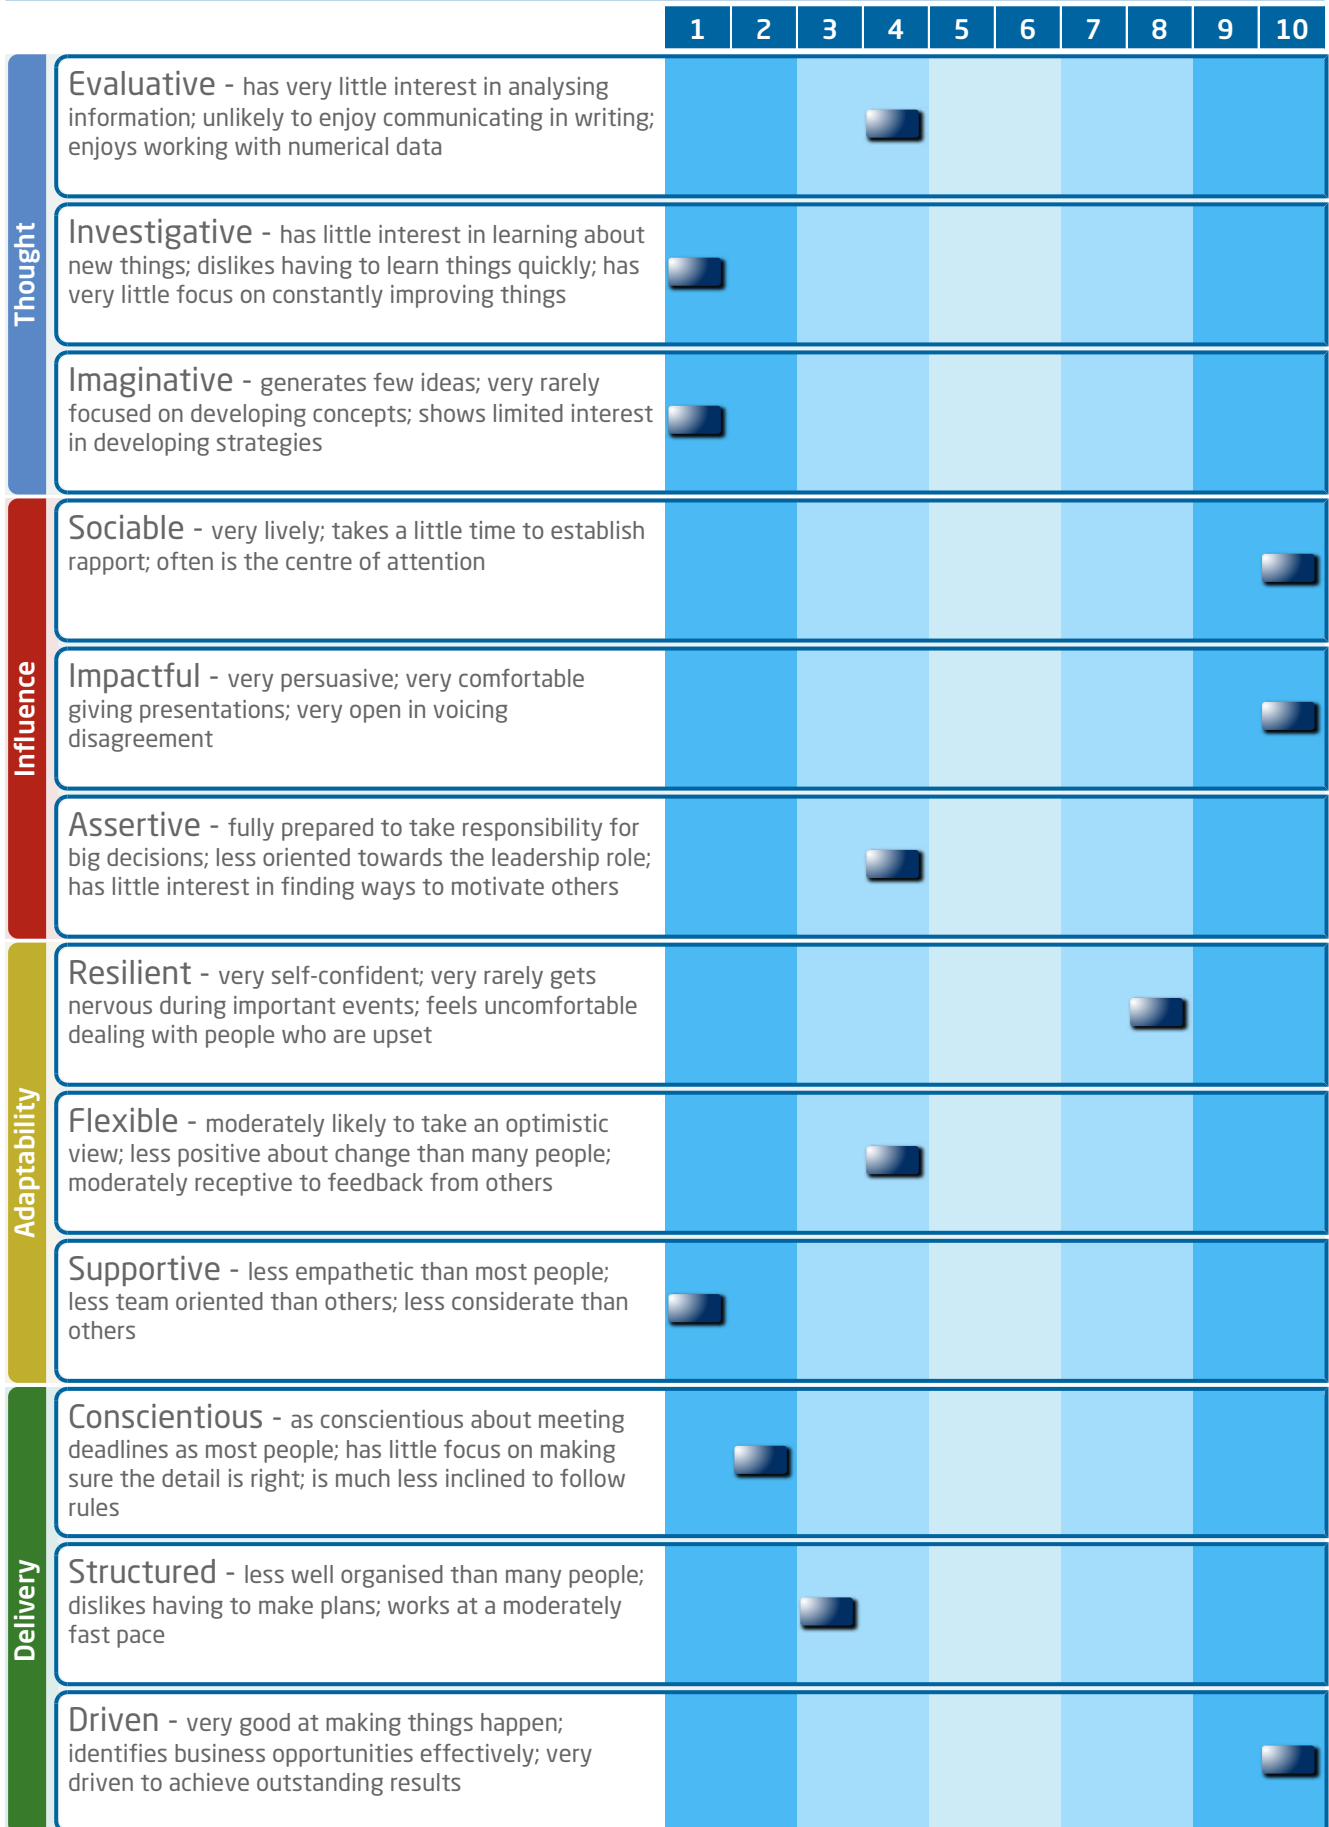 1 2 3 4 5 6 7 8 9 10
Thought
Evaluative - has very little interest in analysing
information; unlikely to enjoy communicating in writing;
enjoys working with numerical data
Investigative - has little interest in learning about
new things; dislikes having to learn things quickly; has
very little focus on constantly improving things
Imaginative - generates few ideas; very rarely
focused on developing concepts; shows limited interest
in developing strategies
Influence
Sociable - very lively; takes a little time to establish
rapport; often is the centre of attention
Impactful - very persuasive; very comfortable
giving presentations; very open in voicing
disagreement
Assertive - fully prepared to take responsibility for
big decisions; less oriented towards the leadership role;
has little interest in finding ways to motivate others
Adaptability
Resilient - very self-confident; very rarely gets
nervous during important events; feels uncomfortable
dealing with people who are upset
Flexible - moderately likely to take an optimistic
view; less positive about change than many people;
moderately receptive to feedback from others
Supportive - less empathetic than most people;
less team oriented than others; less considerate than
others
Delivery
Conscientious - as conscientious about meeting
deadlines as most people; has little focus on making
sure the detail is right; is much less inclined to follow
rules
Structured - less well organised than many people;
dislikes having to make plans; works at a moderately
fast pace
Driven - very good at making things happen;
identifies business opportunities effectively; very
driven to achieve outstanding results